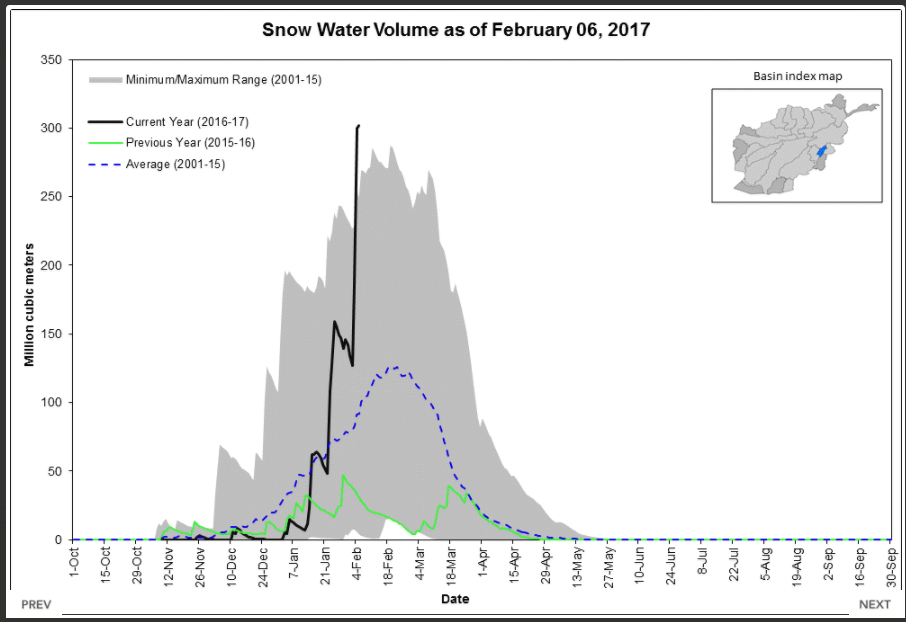 Snow Water Volume as of February 06, 2017
350
300
250
200
150
100
50
0
Million cubic meters
Minimum/Maximum Range (2001-15)
Current Year (2016-17)
Previous Year (2015-16)
Average (2001-15)
Basin index map
1-Oct
15-Oct
29-Oct
12-Nov
26-Nov
10-Dec
24-Dec
7-Jan
21-Jan
4-Feb
18-Feb
4-Mar
18-Mar
1-Apr
15-Apr
29-Apr
13-May
27-May
10-Jun
24-Jun
8-Jul
22-Jul
5-Aug
19-Aug
2-Sep
16-Sep
30-Sep
Date
PREV
NEXT